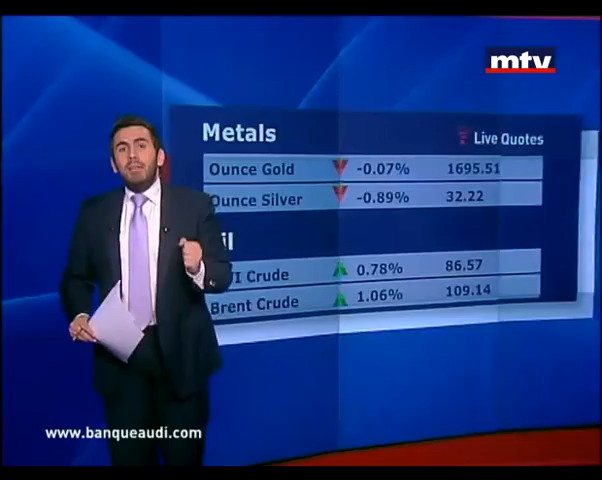 mtv
Metals
Live Quotes
Ounce Gold -0.07% 1695.51
Ounce Silver -0.89% 32.22
il
I Crude 0.78% 86.57
Brent Crude 1.06% 109.14
www.banqueaudi.com